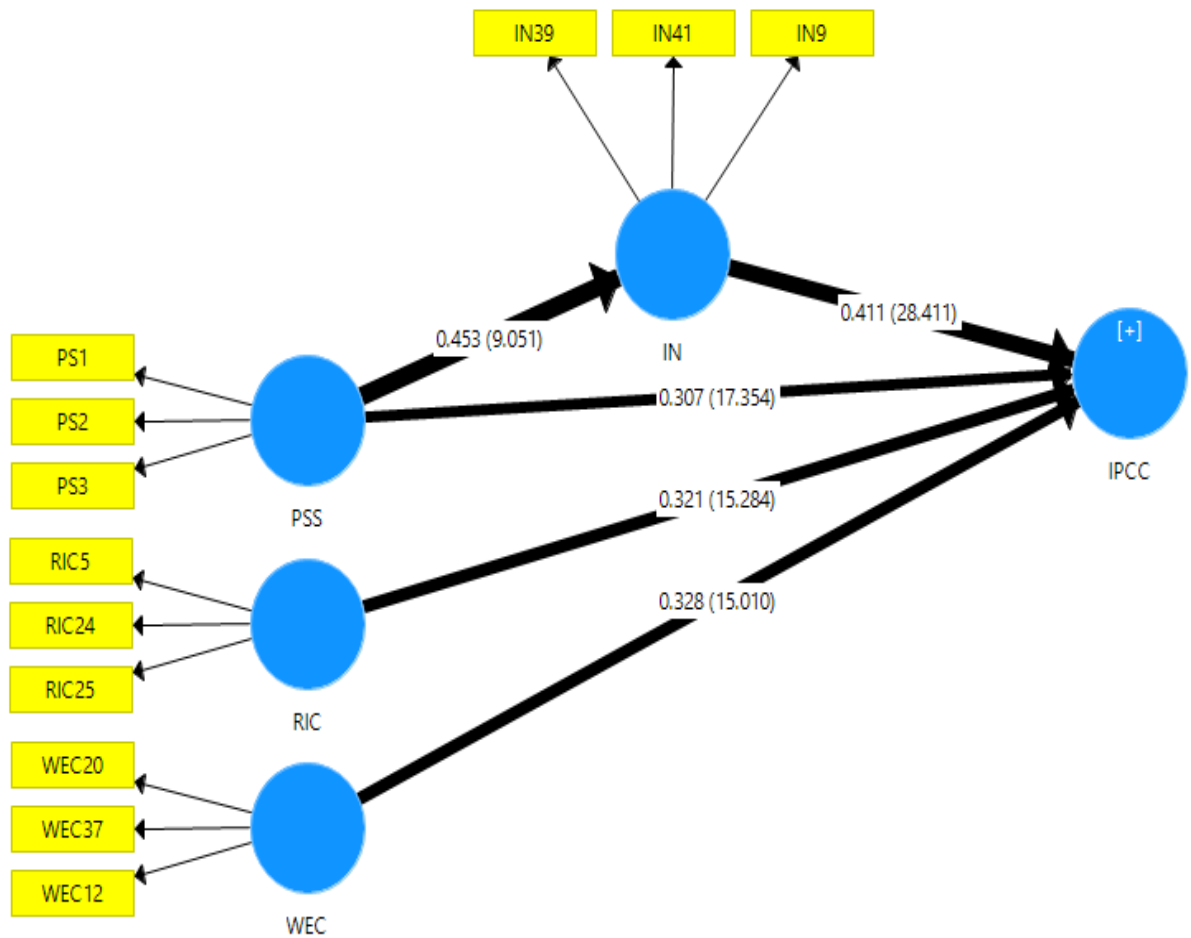 IN39
IN41
IN9
[+]
0.411 (28.411)
0.453 (9.051)
IN
PS1
PS2
PS3
0.307 (17.354)
IPCC
PSS
0.321 (15.284)
RIC5
RIC24
RIC25
0.328 (15.010)
RIC
WEC20
WEC37
WEC12
WEC